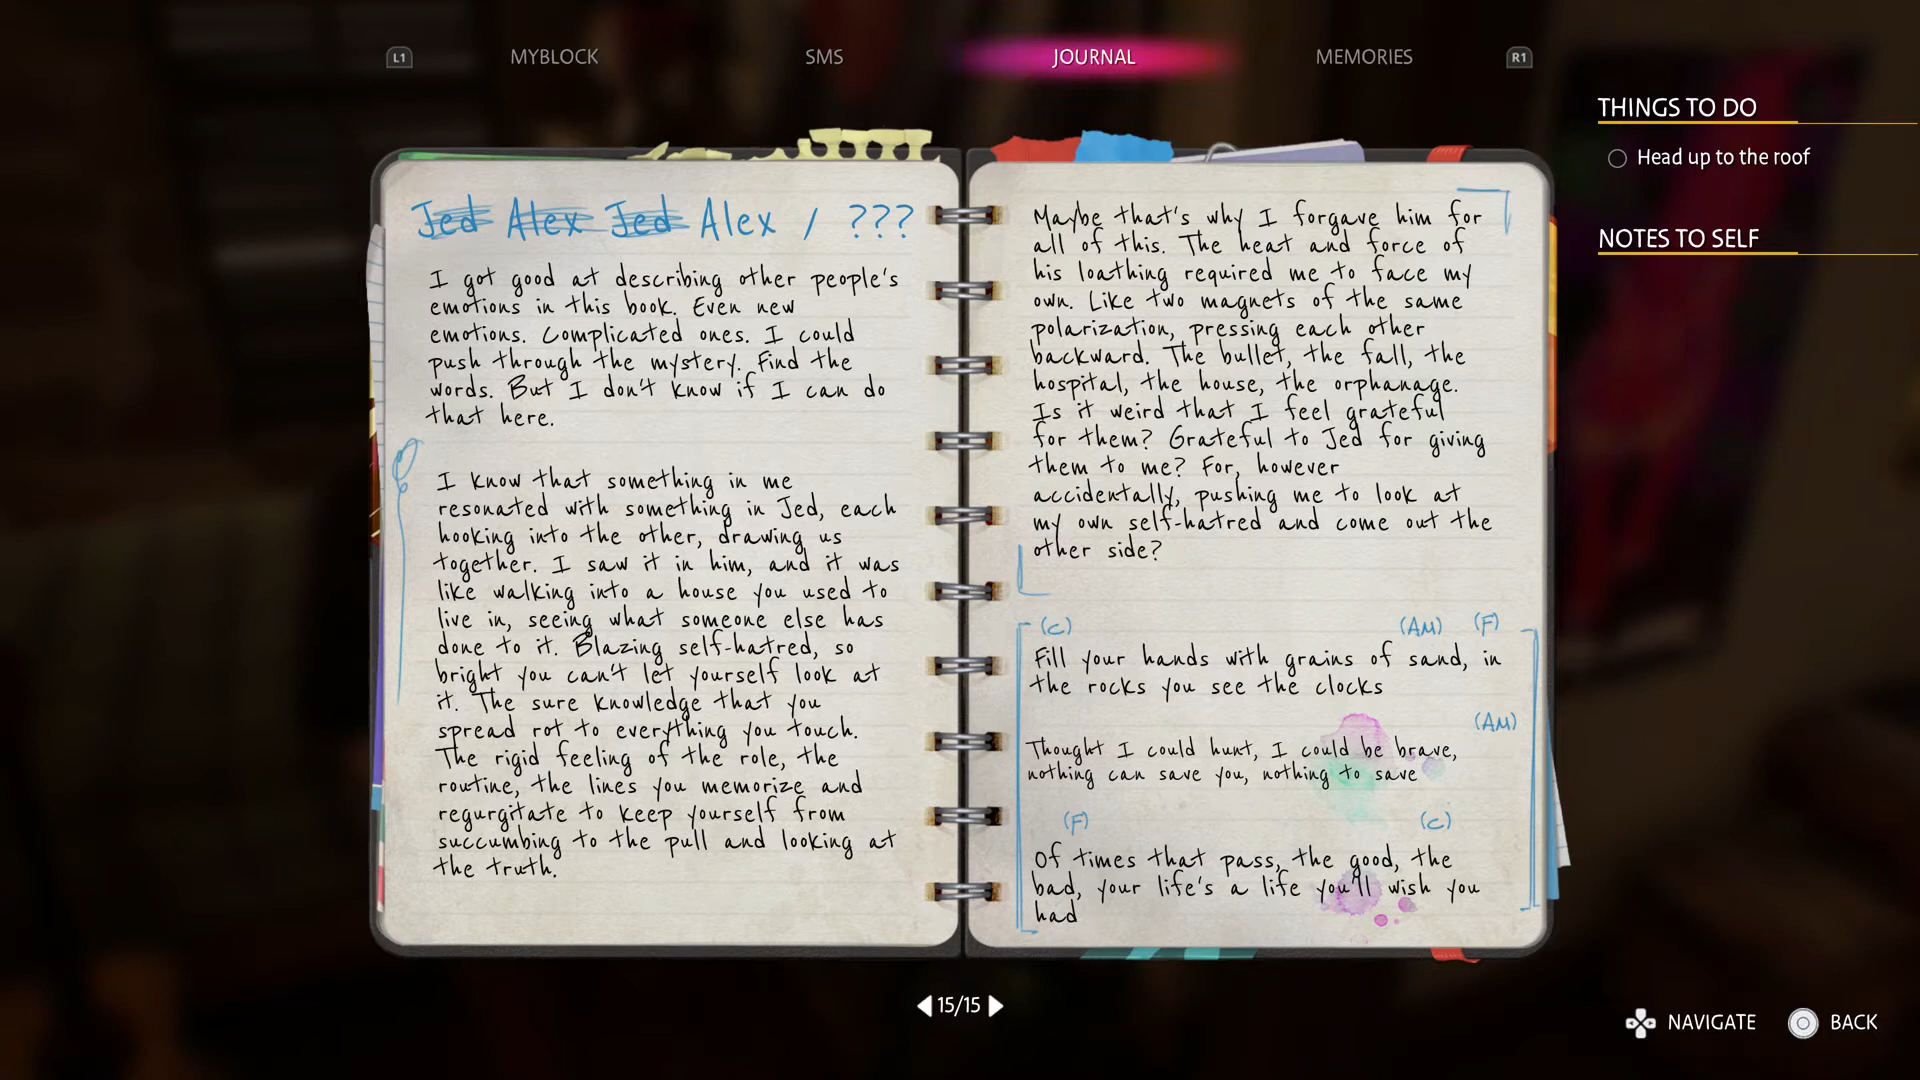 L1 MYBLOCK SMS JOURNAL MEMORIES R1
THINGS TO DO
Head up to the roof
NOTES TO SELF
Jed Alex Jed Alex / ???
I got good at describing other people's
emotions in this book. Even new
emotions. Complicated ones. I could
push through the mystery. Find the
words. But I don't know if I can do
that here.
I know that something in me
resonated with something in Jed, each
hooking into the other, drawing us
together. I saw it in him, and it was
like walking into a house you used to
live in, seeing what someone else has
done to it. Blazing self-hatred, so
bright you can't let yourself look at
it. The sure knowledge that you
spread rot to everything you touch.
The rigid feeling of the role, the
routine, the lines you memorize and
regurgitate to keep yourself from
succumbing to the pull and looking at
the truth.
Maybe that's why I forgave him for
all of this. The heat and force of
his loathing required me to face my
own. Like two magnets of the same
polarization, pressing each other
backward. The bullet, the fall, the
hospital, the house, the orphanage.
Is it weird that I feel grateful
for them? Grateful to Jed for giving
them to me? For, however
accidentally, pushing me to look at
my own self-hatred and come out the
other side?
(C) (AM) (F)
Fill your hands with grains of sand, in
the rocks you see the clocks
(AM)
Thought I could hunt, I could be brave,
nothing can save you, nothing to save
(F) (C)
Of times that pass, the good, the
bad, your life's a life you'll wish you
had
15/15
NAVIGATE BACK